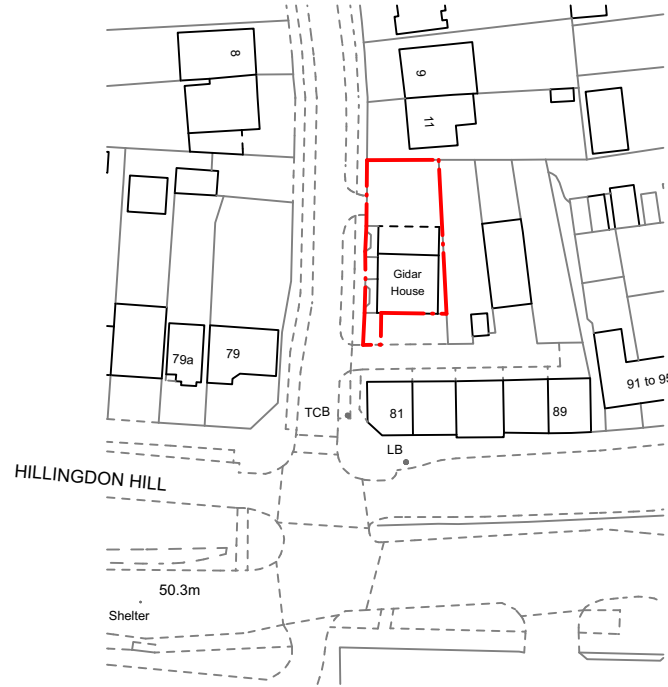 8
9
11
Gidar
House
79a
79
91 to 95
TCB
81
89
LB
HILLINGDON HILL
50.3m
Shelter